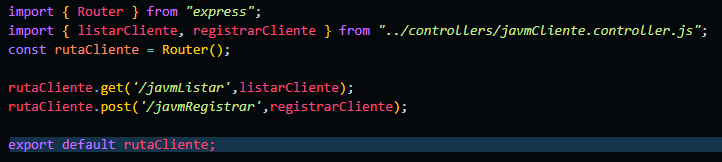 import { Router } from "express";
import { listarCliente, registrarCliente } from "../controllers/javmCliente.controller.js";
const rutaCliente = Router();
rutaCliente.get('/javmListar',listarCliente);
rutaCliente.post('/javmRegistrar',registrarCliente);
export default rutaCliente;